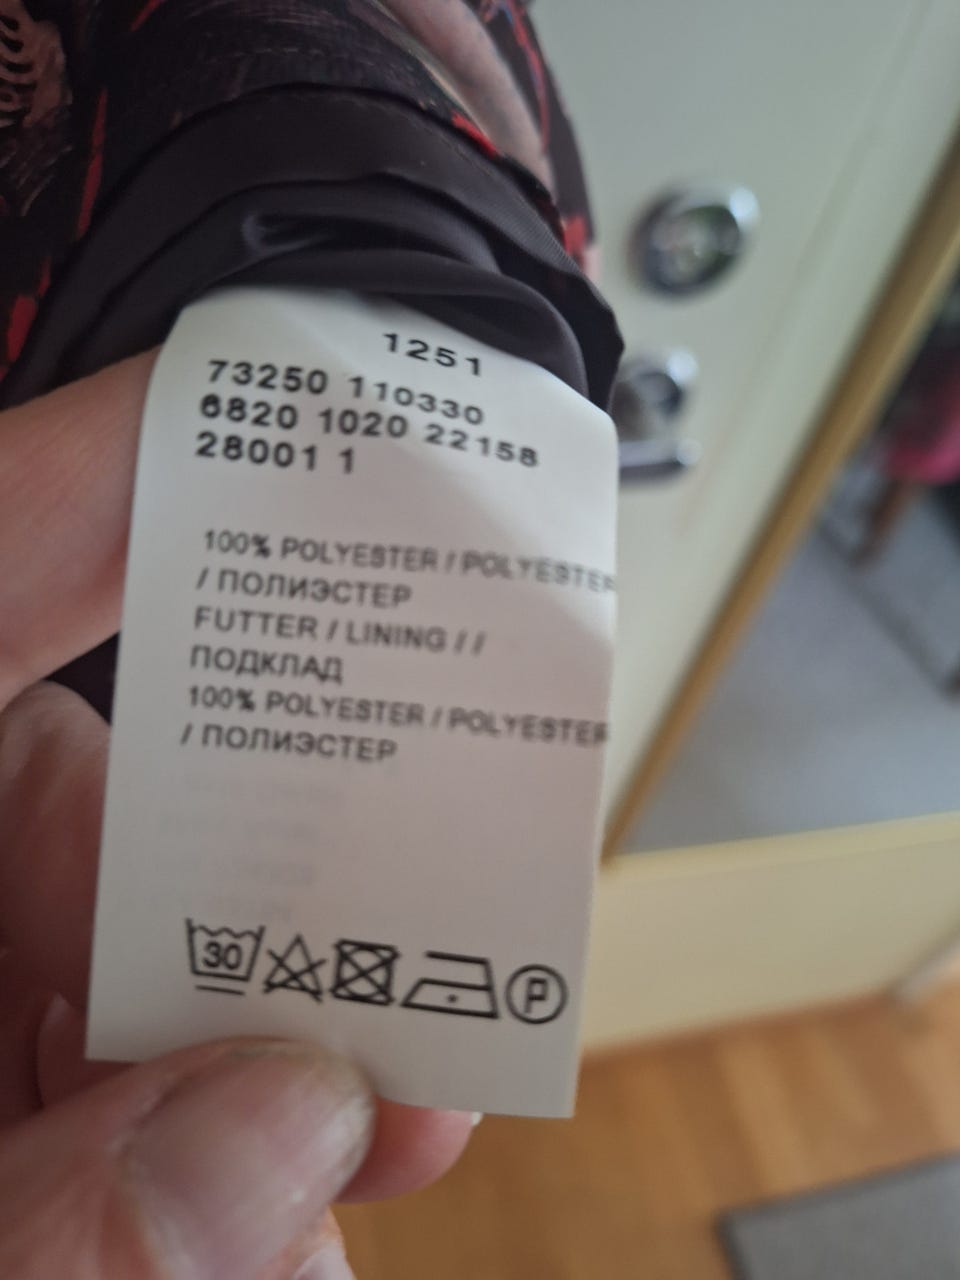 1251
73250 110330
6820 1020 22158
28001 1
100% POLYESTER / POLYESTER
/ ПОЛИЭСТЕР
FUTTER / LINING / /
ПОДКЛАД
100% POLYESTER / POLYESTER
/ ПОЛИЭСТЕР
30
P